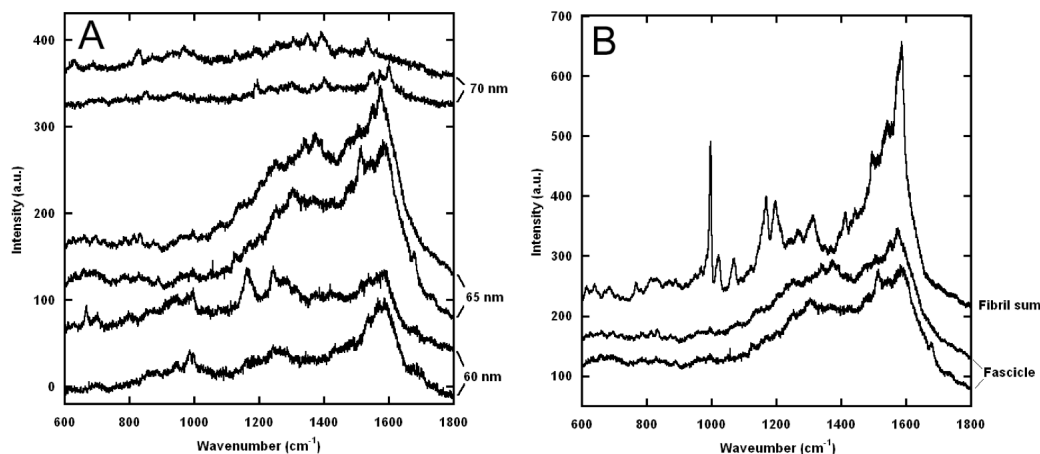 A
400
300
200
100
0
Intensity (a.u.)
70 nm
65 nm
60 nm
600 800 1000 1200 1400 1600 1800
Wavenumber (cm-1)
B
700
600
500
400
300
200
100
Intensity (a.u.)
Fibril sum
Fascicle
600 800 1000 1200 1400 1600 1800
Waveumber (cm-1)